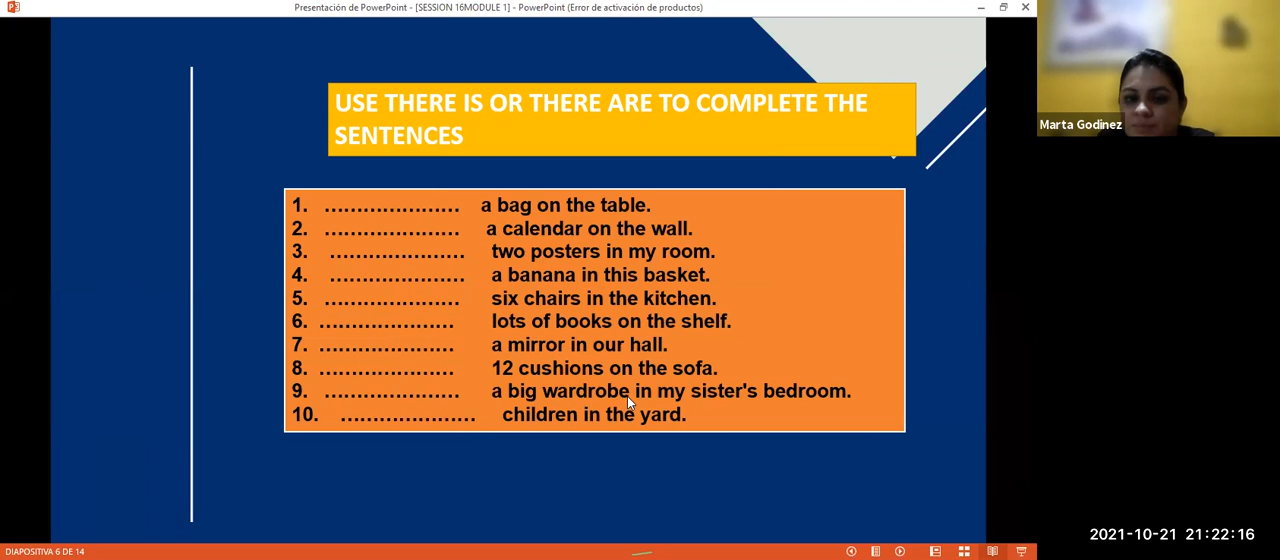 Presentación de PowerPoint - [SESSION 16MODULE 1] - PowerPoint (Error de activación de productos)
USE THERE IS OR THERE ARE TO COMPLETE THE
SENTENCES
1. ………………… a bag on the table.
2. ………………… a calendar on the wall.
3. ………………… two posters in my room.
4. ………………… a banana in this basket.
5. ………………… six chairs in the kitchen.
6. ………………… lots of books on the shelf.
7. ………………… a mirror in our hall.
8. ………………… 12 cushions on the sofa.
9. ………………… a big wardrobe in my sister's bedroom.
10. ………………… children in the yard.
Marta Godinez
2021-10-21 21:22:16
DIAPOSITIVA 6 DE 14